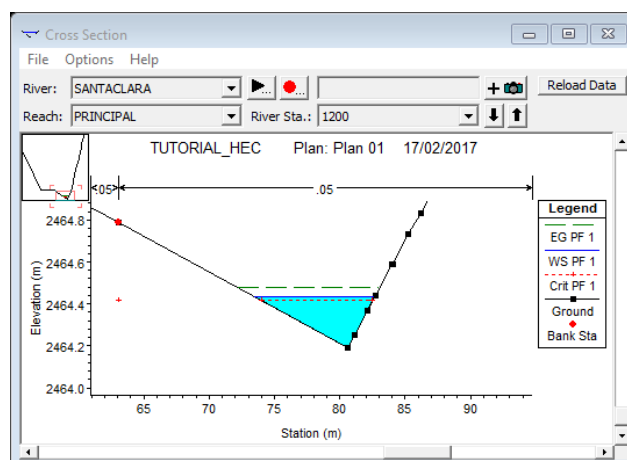 Cross Section
File Options Help
River: SANTACLARA + Reload Data
Reach: PRINCIPAL River Sta.: 1200
TUTORIAL_HEC Plan: Plan 01 17/02/2017
.05 .05
Legend
EG PF 1
WS PF 1
Crit PF 1
Ground
Bank Sta
2464.8
2464.6
2464.4
2464.2
2464.0
Elevation (m)
65 70 75 80 85 90
Station (m)